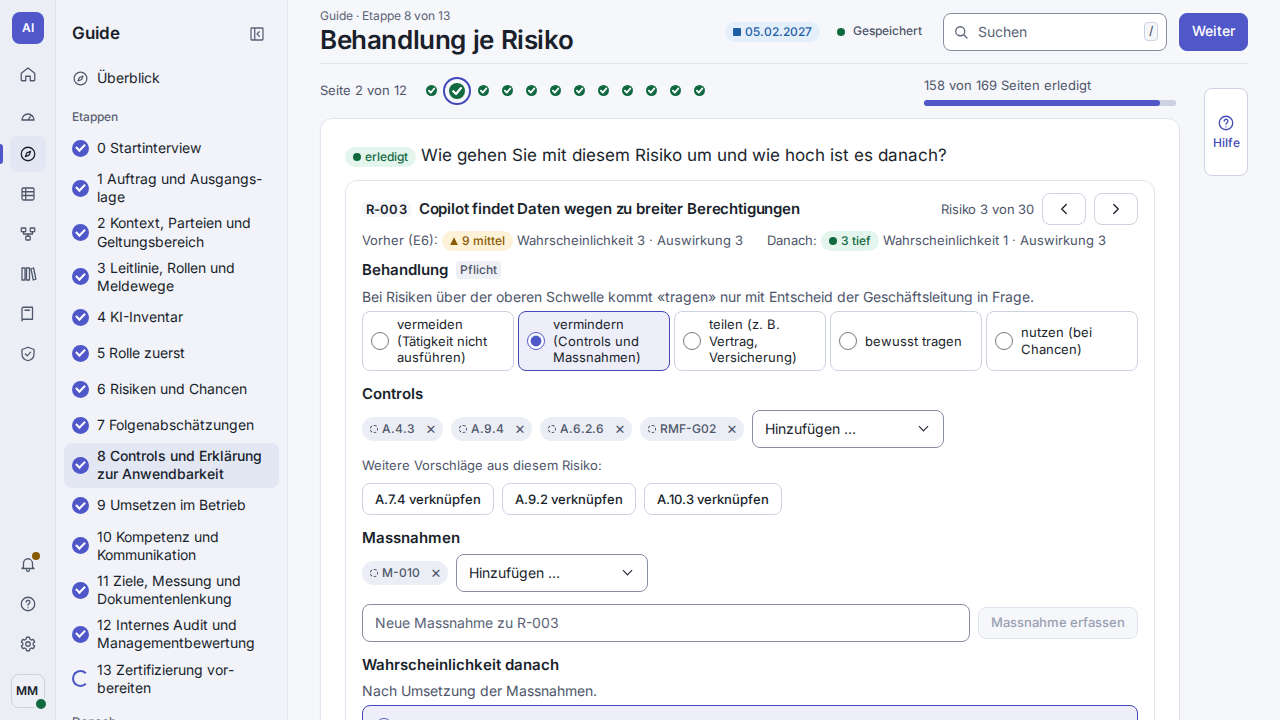 AI
Guide
Überblick
Etappen
0 Startinterview
1 Auftrag und Ausgangs-
lage
2 Kontext, Parteien und
Geltungsbereich
3 Leitlinie, Rollen und
Meldewege
4 KI-Inventar
5 Rolle zuerst
6 Risiken und Chancen
7 Folgenabschätzungen
8 Controls und Erklärung
zur Anwendbarkeit
9 Umsetzen im Betrieb
10 Kompetenz und
Kommunikation
11 Ziele, Messung und
Dokumentenlenkung
12 Internes Audit und
Managementbewertung
13 Zertifizierung vor-
bereiten
MM
Guide · Etappe 8 von 13
Behandlung je Risiko
05.02.2027
Gespeichert
Suchen
/
Weiter
Seite 2 von 12
158 von 169 Seiten erledigt
Hilfe
erledigt Wie gehen Sie mit diesem Risiko um und wie hoch ist es danach?
R-003 Copilot findet Daten wegen zu breiter Berechtigungen
Risiko 3 von 30
Vorher (E6): 9 mittel Wahrscheinlichkeit 3 · Auswirkung 3 Danach: 3 tief Wahrscheinlichkeit 1 · Auswirkung 3
Behandlung Pflicht
Bei Risiken über der oberen Schwelle kommt «tragen» nur mit Entscheid der Geschäftsleitung in Frage.
vermeiden
(Tätigkeit nicht
ausführen)
vermindern
(Controls und
Massnahmen)
teilen (z. B.
Vertrag,
Versicherung)
bewusst tragen
nutzen (bei
Chancen)
Controls
A.4.3 ✕ A.9.4 ✕ A.6.2.6 ✕ RMF-G02 ✕ Hinzufügen ...
Weitere Vorschläge aus diesem Risiko:
A.7.4 verknüpfen A.9.2 verknüpfen A.10.3 verknüpfen
Massnahmen
M-010 ✕ Hinzufügen ...
Neue Massnahme zu R-003
Massnahme erfassen
Wahrscheinlichkeit danach
Nach Umsetzung der Massnahmen.